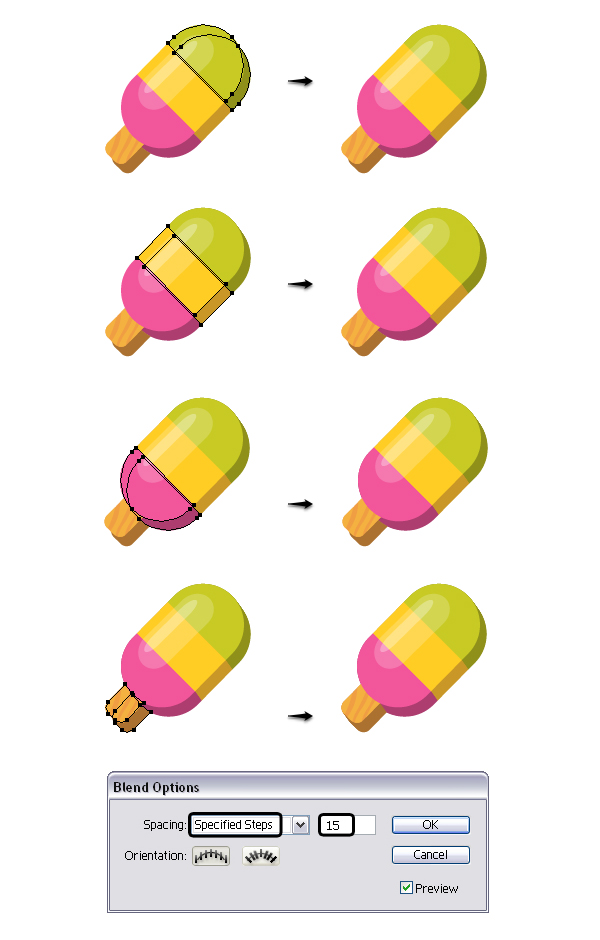 Blend Options
Spacing: Specified Steps 15 OK
Orientation: Cancel
Preview